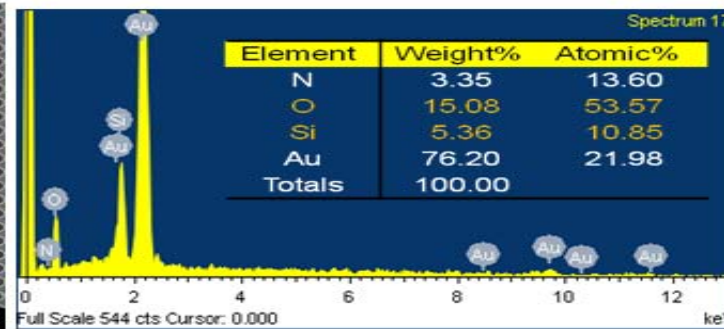 Spectrum 17
Au
Element Weight% Atomic%
N 3.35 13.60
O 15.08 53.57
Si 5.36 10.85
Au 76.20 21.98
Totals 100.00
Si
Au
O
N
Au
Au
Au
Au
0 2 4 6 8 10 12
Full Scale 544 cts Cursor: 0.000 ke